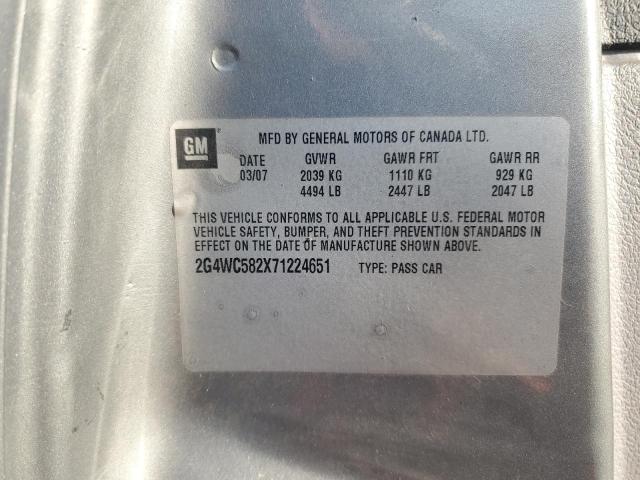 GM
MFD BY GENERAL MOTORS OF CANADA LTD.
DATE GVWR GAWR FRT GAWR RR
03/07 2039 KG 1110 KG 929 KG
4494 LB 2447 LB 2047 LB
THIS VEHICLE CONFORMS TO ALL APPLICABLE U.S. FEDERAL MOTOR
VEHICLE SAFETY, BUMPER, AND THEFT PREVENTION STANDARDS IN
EFFECT ON THE DATE OF MANUFACTURE SHOWN ABOVE.
2G4WC582X71224651 TYPE: PASS CAR